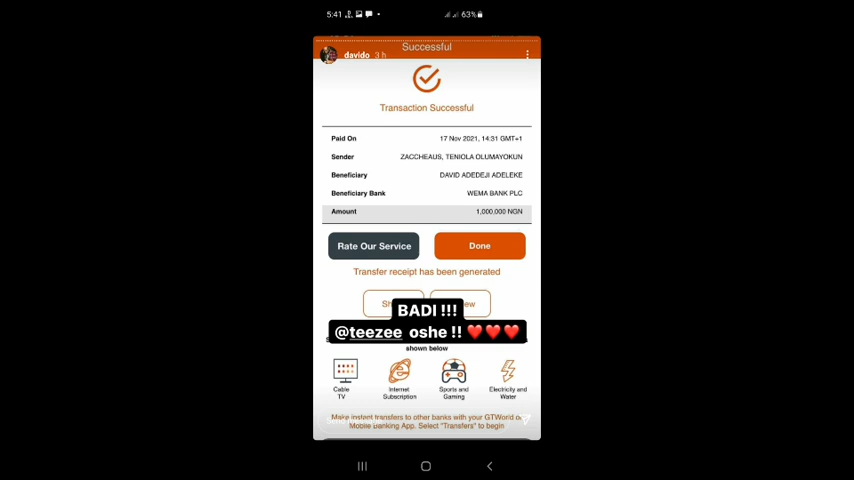 5:41
63%
Successful
davido 3 h
Transaction Successful
Paid On 17 Nov 2021, 14:31 GMT+1
Sender ZACCHEAUS, TENIOLA OLUMAYOKUN
Beneficiary DAVID ADEDEJI ADELEKE
Beneficiary Bank WEMA BANK PLC
Amount 1,000,000 NGN
Rate Our Service Done
Transfer receipt has been generated
BADI !!!
@teezee oshe !! ❤️❤️❤️
shown below
Cable TV
Internet Subscription
Sports and Gaming
Electricity and Water
Make instant transfers to other banks with your GTWorld or
Mobile Banking App. Select "Transfers" to begin